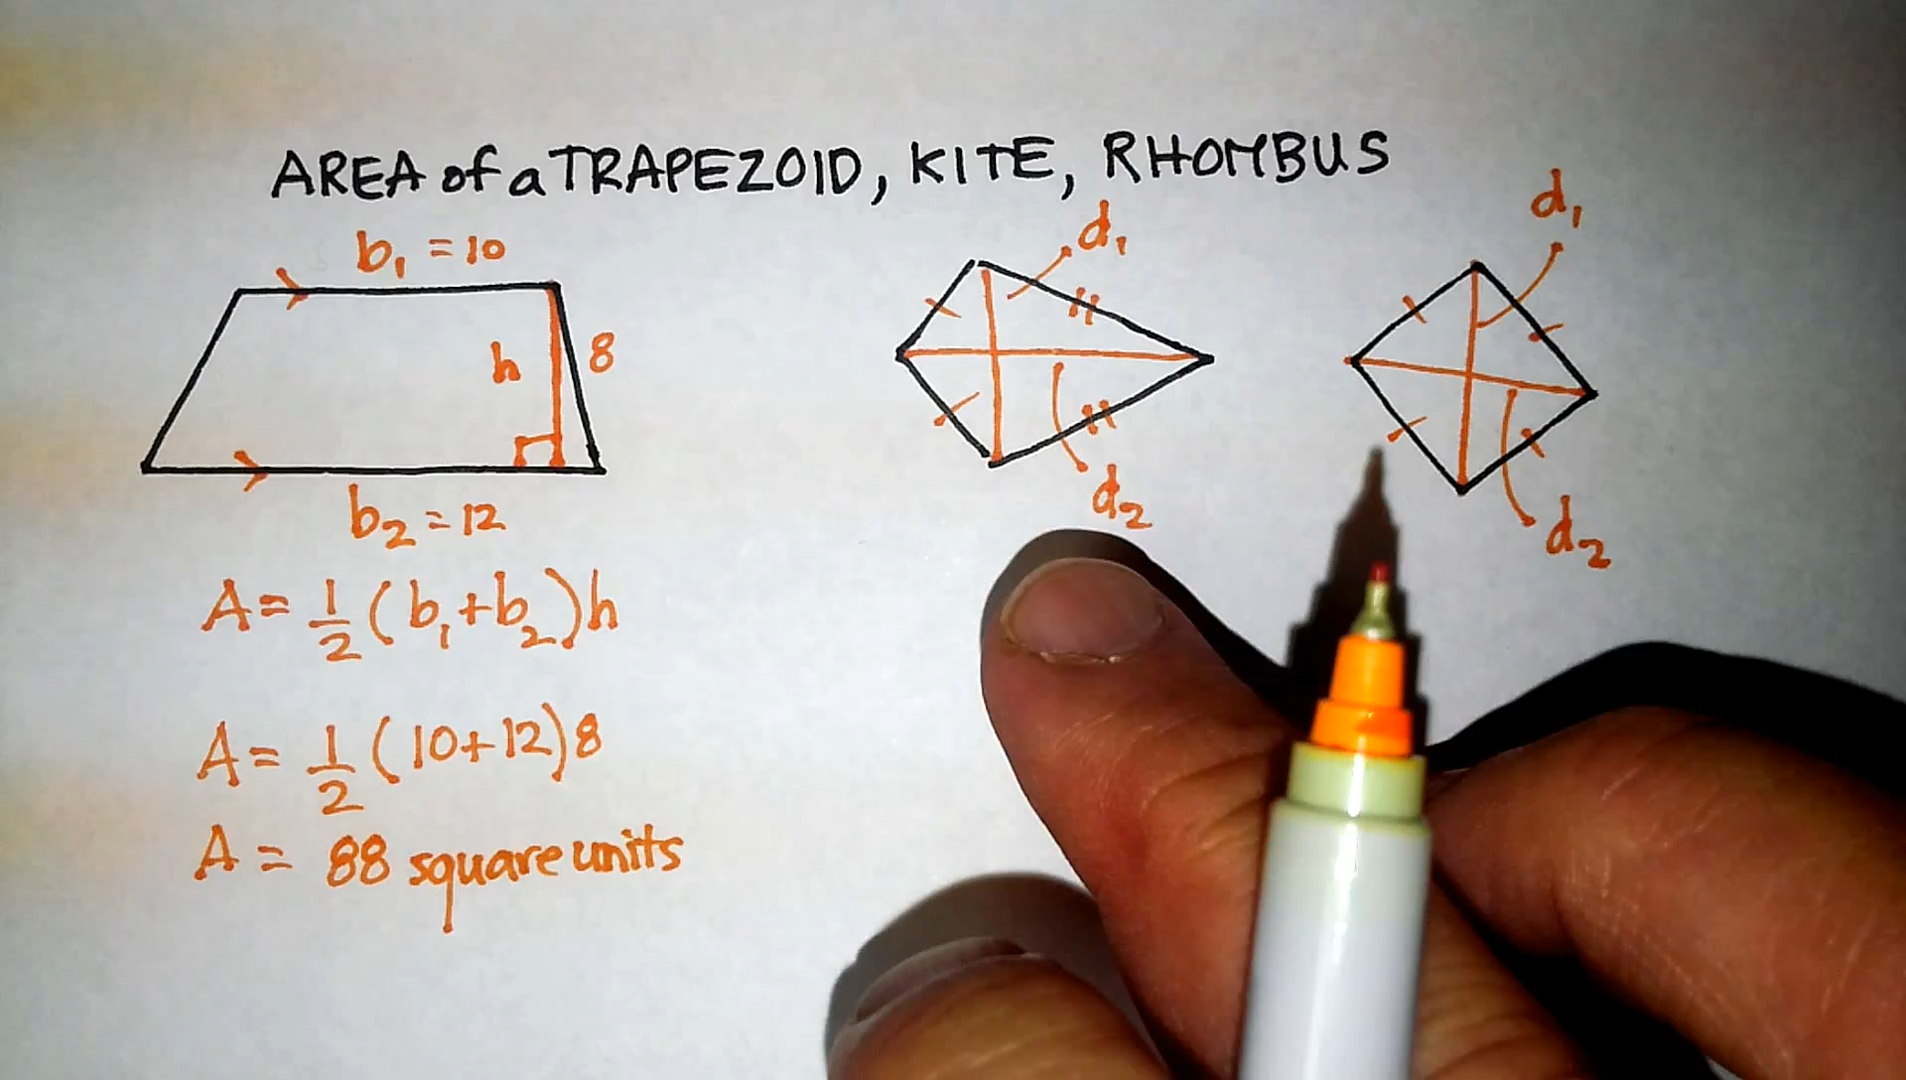 AREA of a TRAPEZOID, KITE, RHOMBUS
b₁ = 10
h 8
b₂ = 12
A = 1/2 (b₁+b₂)h
A = 1/2 (10+12)8
A = 88 square units
d₁
d₂
d₁
d₂